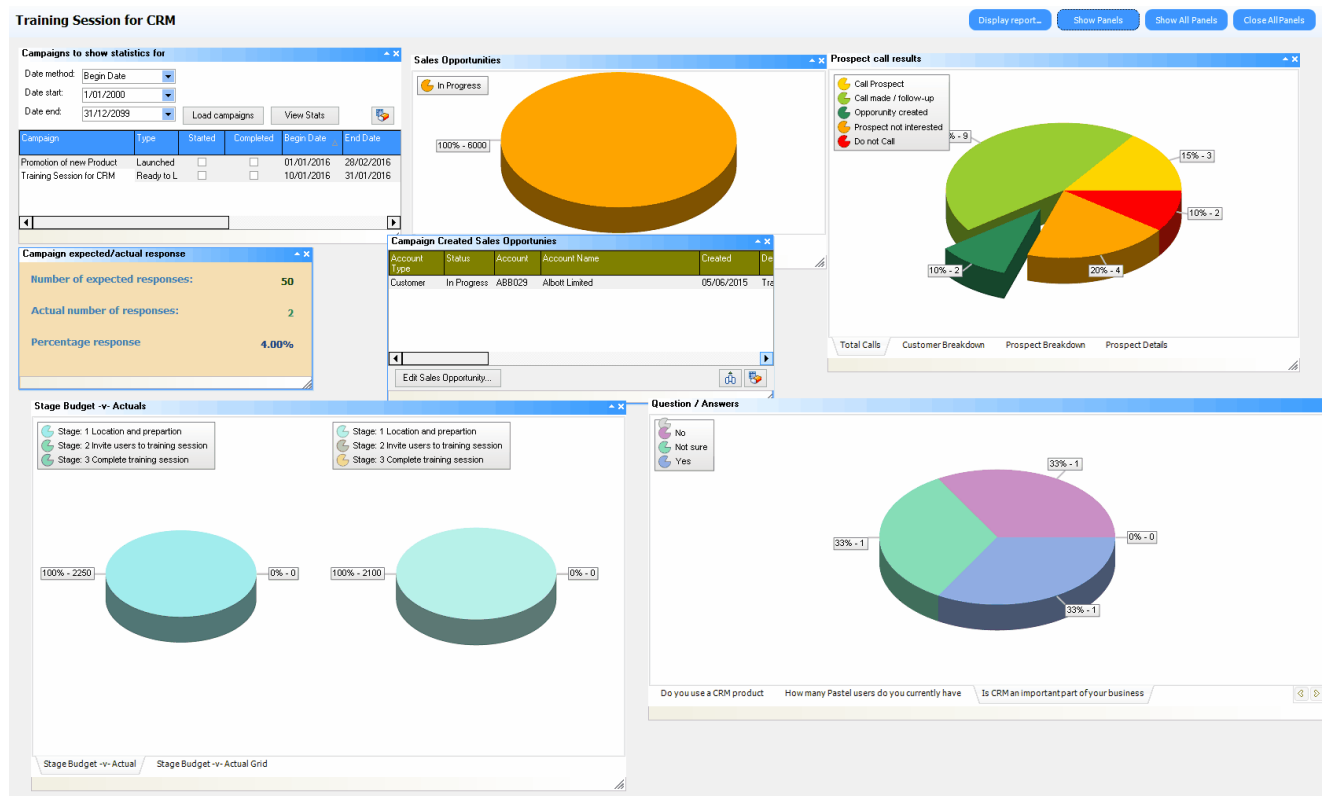 Training Session for CRM
Display report...
Show Panels
Show All Panels
Close All Panels
Campaigns to show statistics for
Date method: Begin Date
Date start: 1/01/2000
Date end: 31/12/2099
Load campaigns
View Stats
Campaign Type Started Completed Begin Date End Date
Promotion of new Product Launched 01/01/2016 28/02/2016
Training Session for CRM Ready to L 10/01/2016 31/01/2016
Sales Opportunities
In Progress
100% - 6000
Prospect call results
Call Prospect
Call made / follow-up
Opporunity created
Prospect not interested
Do not Call
% - 9
15% - 3
10% - 2
10% - 2
20% - 4
Total Calls
Customer Breakdown
Prospect Breakdown
Prospect Details
Campaign expected/actual response
Number of expected responses: 50
Actual number of responses: 2
Percentage response 4.00%
Campaign Created Sales Opportunies
Account Type Status Account Account Name Created De
Customer In Progress ABB029 Albott Limited 05/06/2015 Tra
Edit Sales Opportunity...
Stage Budget -v- Actuals
Stage: 1 Location and prepartion
Stage: 2 Invite users to training session
Stage: 3 Complete training session
Stage: 1 Location and prepartion
Stage: 2 Invite users to training session
Stage: 3 Complete training session
100% - 2250
0% - 0
100% - 2100
0% - 0
Stage Budget -v- Actual
Stage Budget -v- Actual Grid
Question / Answers
No
Not sure
Yes
33% - 1
0% - 0
33% - 1
33% - 1
Do you use a CRM product
How many Pastel users do you currently have
Is CRM an important part of your business